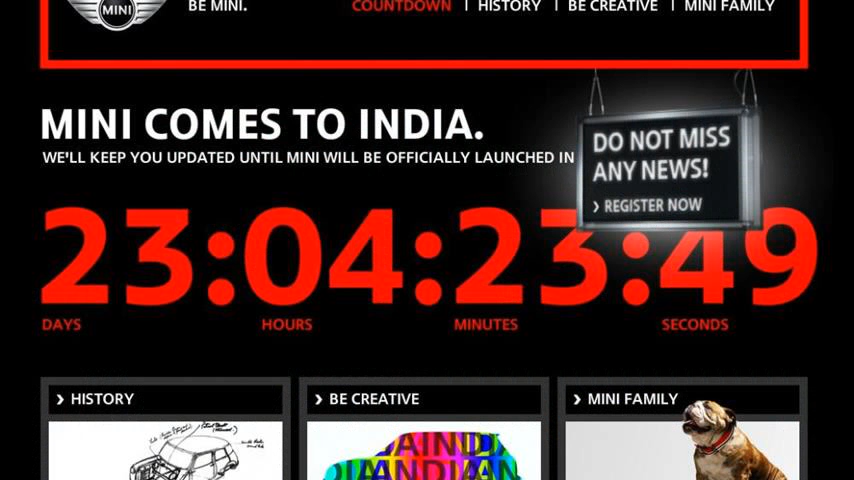 MINI
BE MINI.
COUNTDOWN | HISTORY | BE CREATIVE | MINI FAMILY
MINI COMES TO INDIA.
WE'LL KEEP YOU UPDATED UNTIL MINI WILL BE OFFICIALLY LAUNCHED IN
DO NOT MISS
ANY NEWS!
› REGISTER NOW
23:04:23:49
DAYS HOURS MINUTES SECONDS
› HISTORY
› BE CREATIVE
› MINI FAMILY